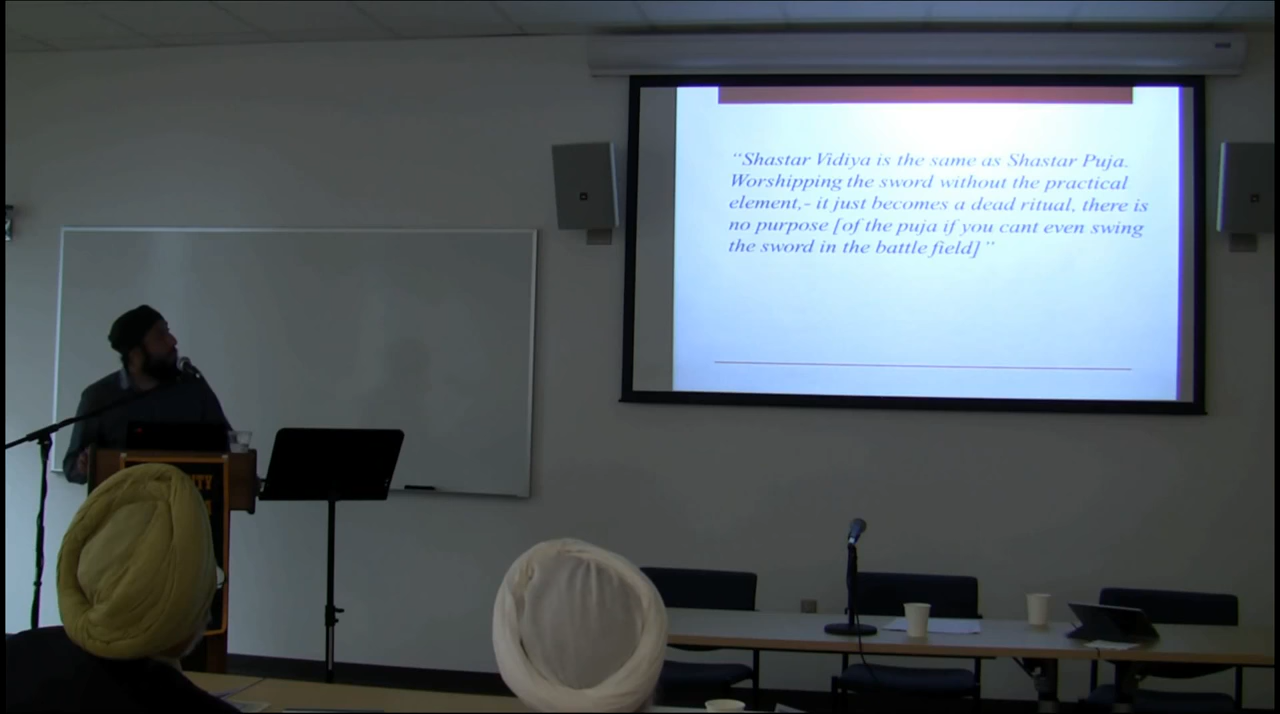 “Shastar Vidiya is the same as Shastar Puja.
Worshipping the sword without the practical
element,- it just becomes a dead ritual, there is
no purpose [of the puja if you cant even swing
the sword in the battle field] ”